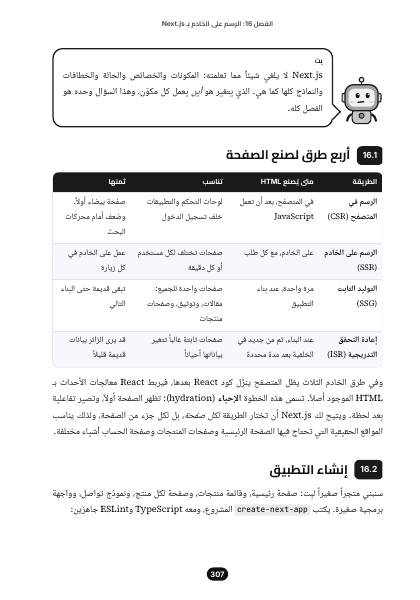 الفصل 16: الرسم على الخادم بـ Next.js
بِت
Next.js لا يلغي شيئاً مما تعلمته: المكونات والخصائص والحالة والخطافات
والنماذج كلها كما هي. الذي يتغير هو أين يعمل كل مكوّن، وهذا السؤال وحده هو
الفصل كله.
16.1 أربع طرق لصنع الصفحة
الطريقة متى يُصنع HTML تناسب ثمنها
الرسم في المتصفح (CSR) في المتصفح، بعد أن تعمل JavaScript لوحات التحكم والتطبيقات خلف تسجيل الدخول صفحة بيضاء أولاً، وضعف أمام محركات البحث
الرسم على الخادم (SSR) على الخادم، مع كل طلب صفحات تختلف لكل مستخدم أو كل دقيقة عمل على الخادم في كل زيارة
التوليد الثابت (SSG) مرة واحدة، عند بناء التطبيق صفحات واحدة للجميع: مقالات، وتوثيق، وصفحات منتجات تبقى قديمة حتى البناء التالي
إعادة التحقق التدريجية (ISR) عند البناء، ثم من جديد في الخلفية بعد مدة محددة صفحات ثابتة غالباً تتغير بياناتها أحياناً قد يرى الزائر بيانات قديمة قليلاً
وفي طرق الخادم الثلاث يظل المتصفح ينزّل كود React بعدها، فيربط React معالجات الأحداث بـ
HTML الموجود أصلاً. تسمى هذه الخطوة الإحياء (hydration): تظهر الصفحة أولاً، وتصير تفاعلية
بعد لحظة. ويتيح لك Next.js أن تختار الطريقة لكل صفحة، بل لكل جزء من الصفحة، ولذلك يناسب
المواقع الحقيقية التي تحتاج فيها الصفحة الرئيسية وصفحات المنتجات وصفحة الحساب أشياء مختلفة.
16.2 إنشاء التطبيق
سنبني متجراً صغيراً لبِت: صفحة رئيسية، وقائمة منتجات، وصفحة لكل منتج، ونموذج تواصل، وواجهة
برمجية صغيرة. يكتب create-next-app المشروع، ومعه TypeScript وESLint جاهزين:
307